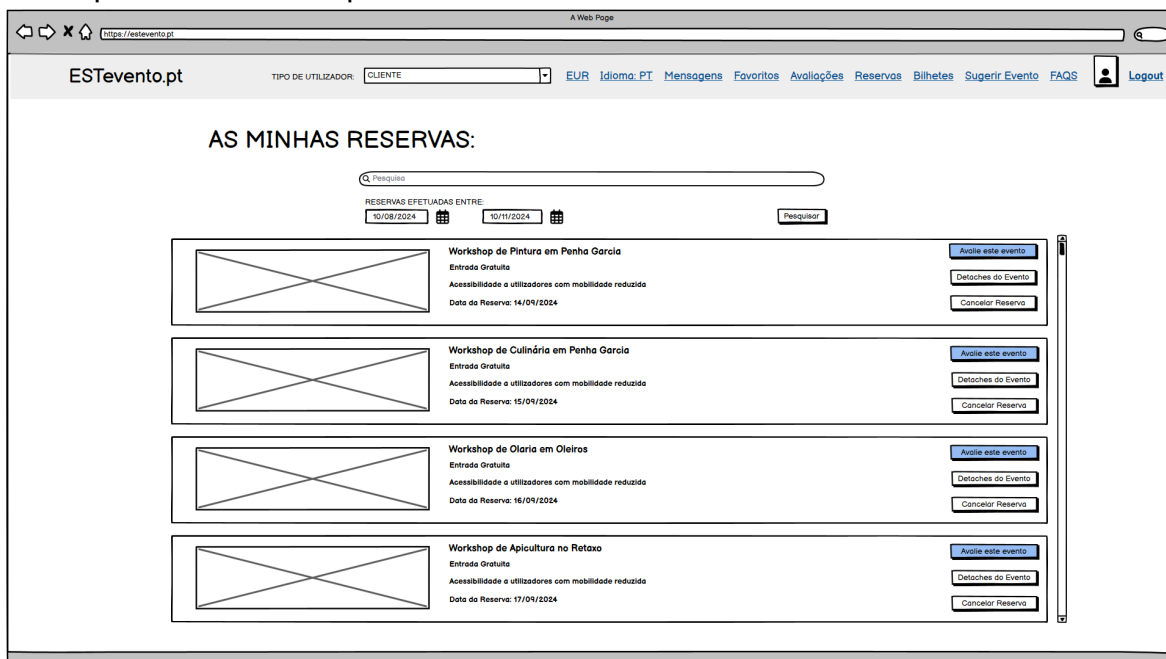 A Web Page
https://estevento.pt
ESTevento.pt
TIPO DE UTILIZADOR: CLIENTE EUR Idioma: PT Mensagens Favoritos Avaliações Reservas Bilhetes Sugerir Evento FAQS Logout
AS MINHAS RESERVAS:
Pesquisa
RESERVAS EFETUADAS ENTRE:
10/08/2024 10/11/2024 Pesquisar
Workshop de Pintura em Penha Garcia
Entrada Gratuita
Acessibilidade a utilizadores com mobilidade reduzida
Data da Reserva: 14/09/2024
Avalie este evento
Detaches do Evento
Cancelar Reserva
Workshop de Culinária em Penha Garcia
Entrada Gratuita
Acessibilidade a utilizadores com mobilidade reduzida
Data da Reserva: 15/09/2024
Avalie este evento
Detaches do Evento
Cancelar Reserva
Workshop de Olaria em Oleiros
Entrada Gratuita
Acessibilidade a utilizadores com mobilidade reduzida
Data da Reserva: 16/09/2024
Avalie este evento
Detaches do Evento
Cancelar Reserva
Workshop de Apicultura no Retaxo
Entrada Gratuita
Acessibilidade a utilizadores com mobilidade reduzida
Data da Reserva: 17/09/2024
Avalie este evento
Detaches do Evento
Cancelar Reserva